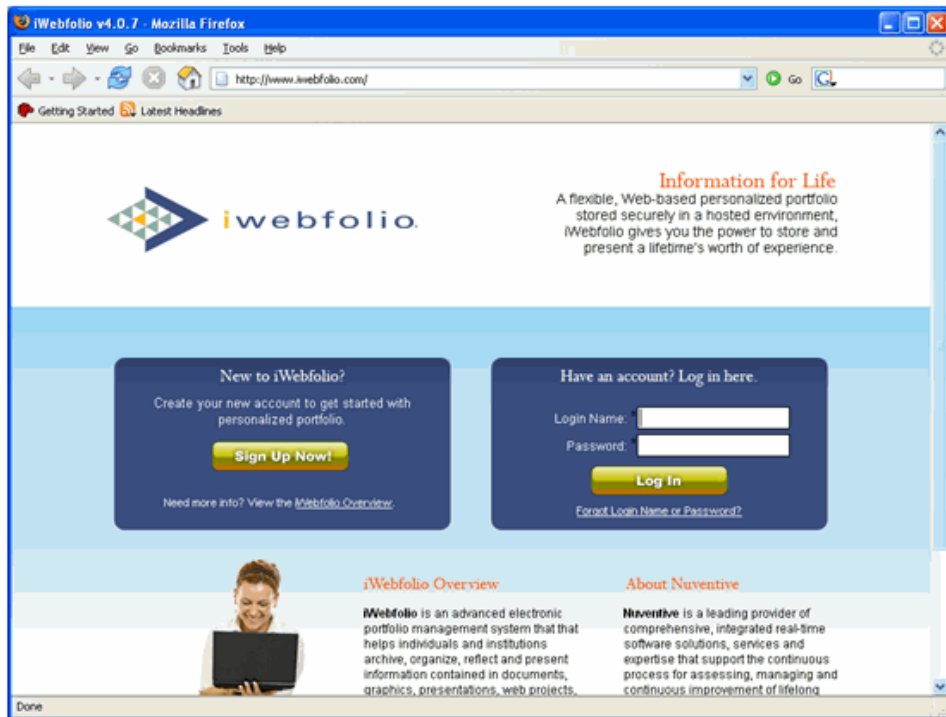 iWebfolio v4.0.7 - Mozilla Firefox
File Edit View Go Bookmarks Tools Help
http://www.iwebfolio.com/
Go
G
Getting Started Latest Headlines
iwebfolio.
Information for Life
A flexible, Web-based personalized portfolio
stored securely in a hosted environment,
iWebfolio gives you the power to store and
present a lifetime's worth of experience.
New to iWebfolio?
Create your new account to get started with
personalized portfolio.
Sign Up Now!
Need more info? View the iWebfolio Overview.
Have an account? Log in here.
Login Name: *
Password: *
Log In
Forgot Login Name or Password?
iWebfolio Overview
iWebfolio is an advanced electronic
portfolio management system that that
helps individuals and institutions
archive, organize, reflect and present
information contained in documents,
graphics, presentations, web projects,
About Nuventive
Nuventive is a leading provider of
comprehensive, integrated real-time
software solutions, services and
expertise that support the continuous
process for assessing, managing and
continuous improvement of lifelong
Done